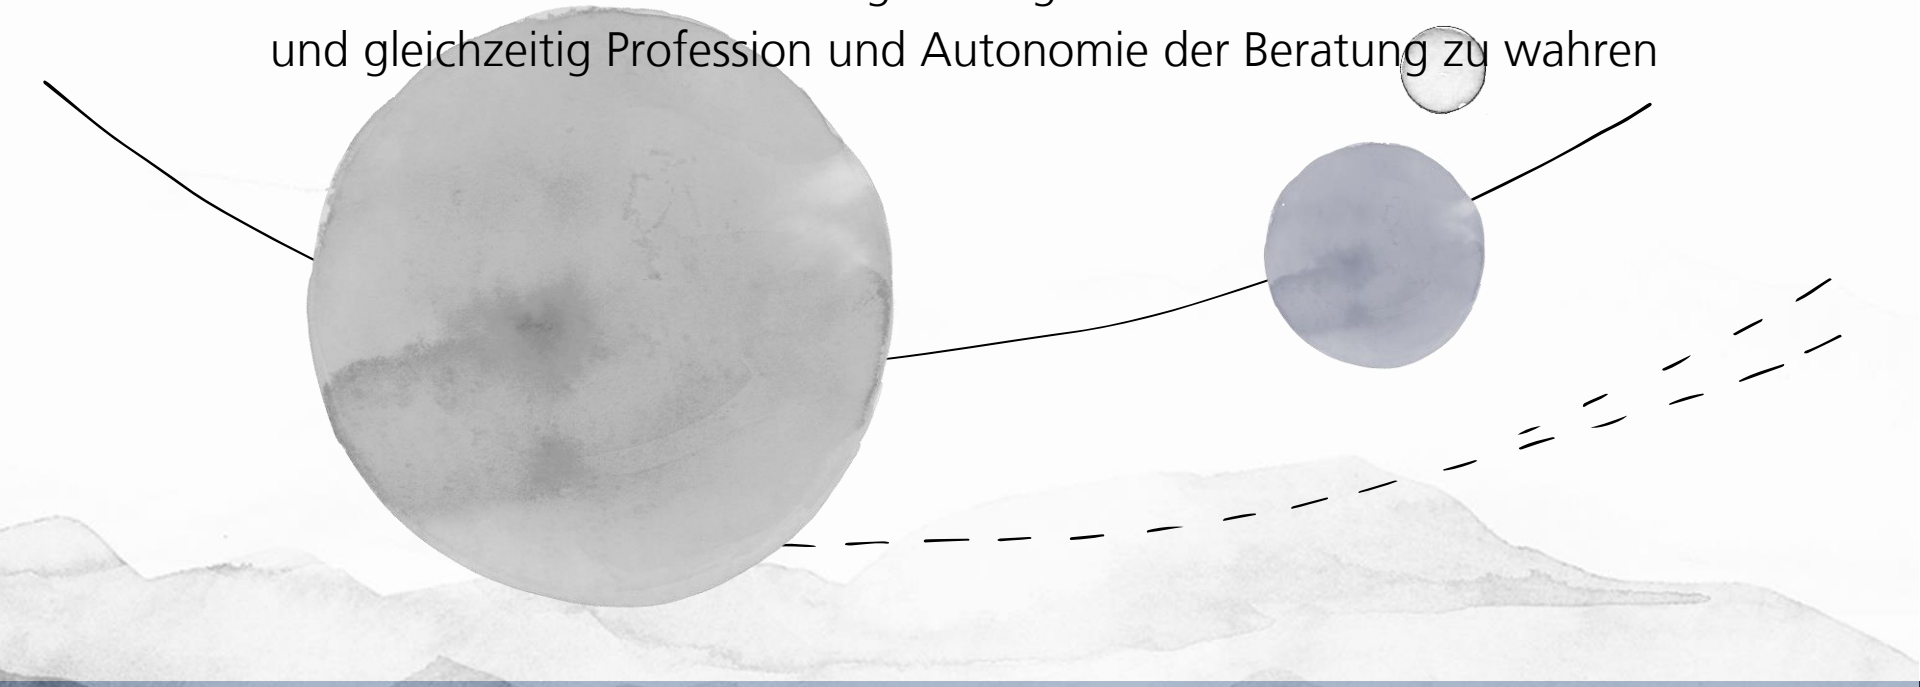 und gleichzeitig Profession und Autonomie der Beratung zu wahren